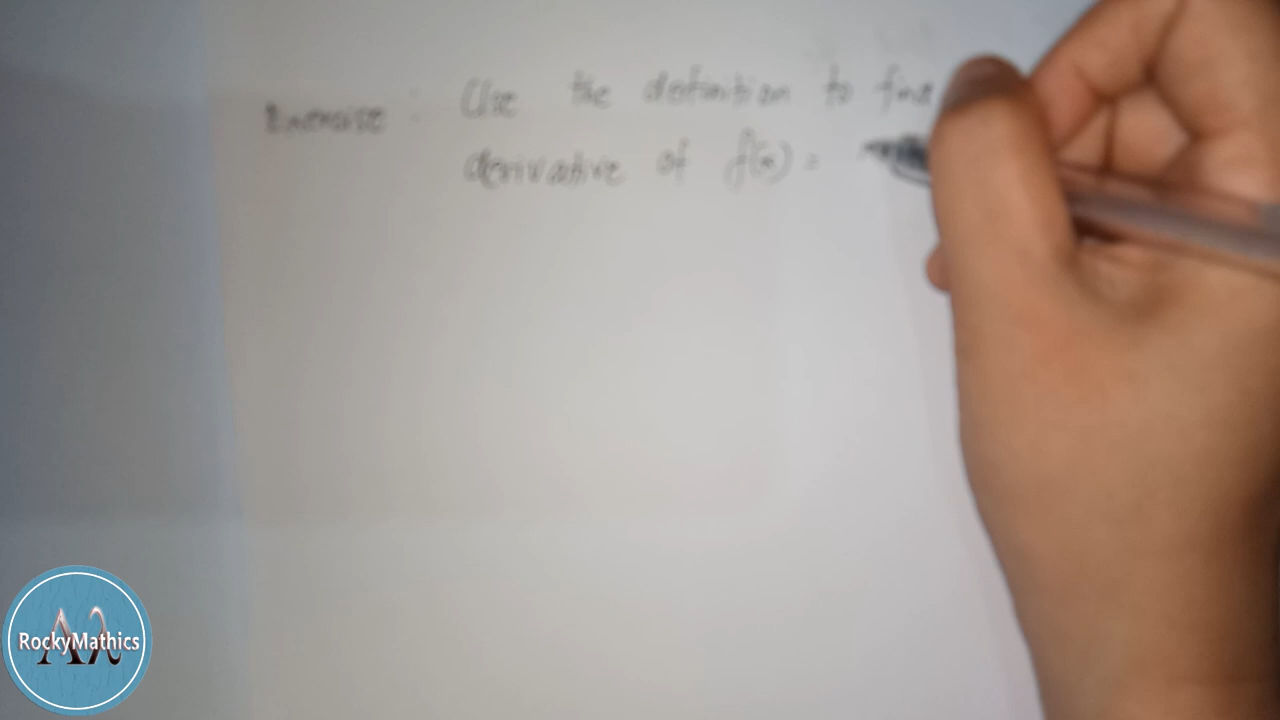 Exercise : Use the definition to find
derivative of f(x) =
RockyMathics